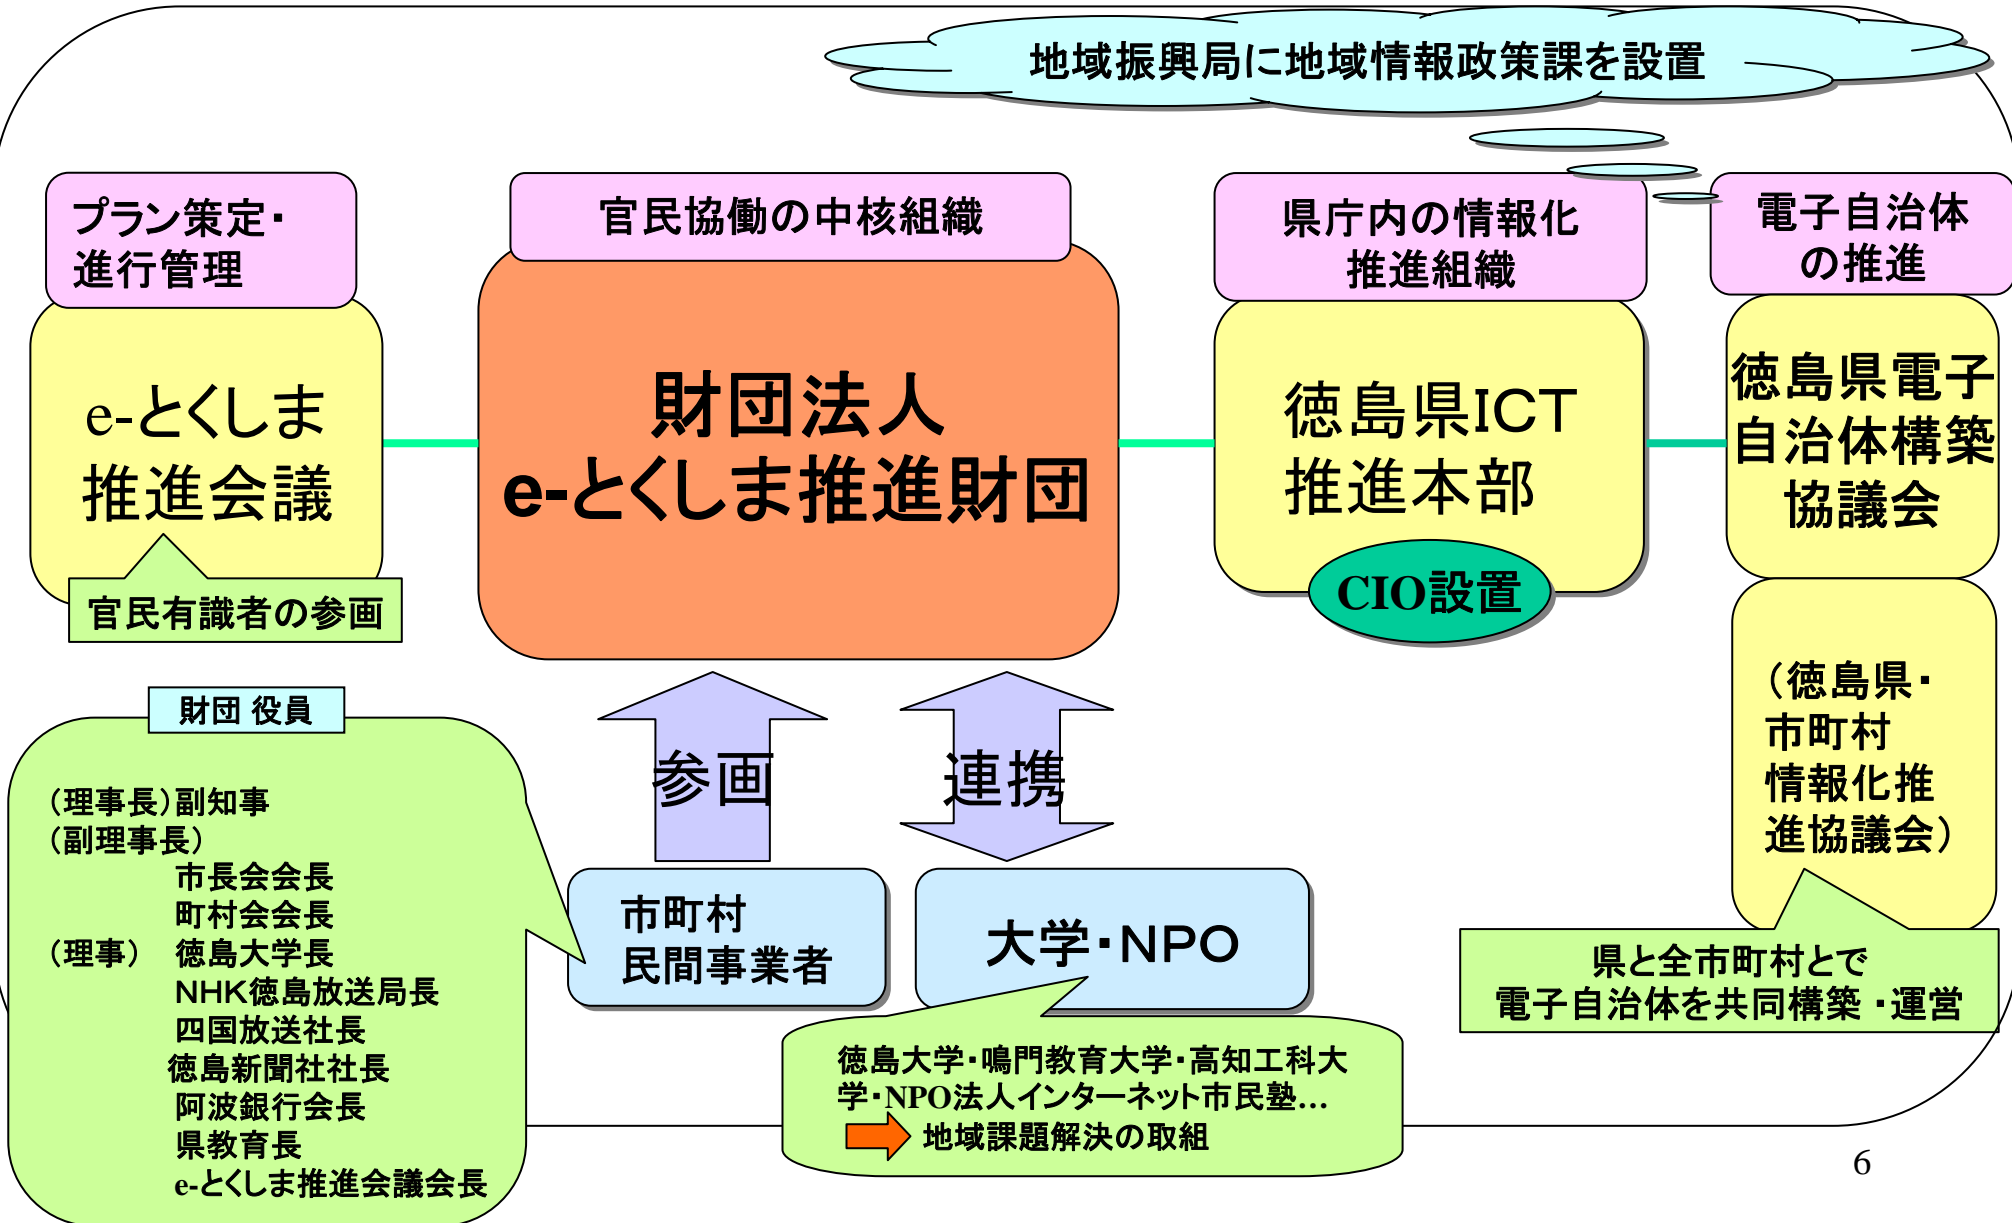 地域振興局に地域情報政策課を設置
プラン策定・
進行管理
官民協働の中核組織
県庁内の情報化
推進組織
電子自治体
の推進
e-とくしま
推進会議
財団法人
e-とくしま推進財団
徳島県ICT
推進本部
徳島県電子
自治体構築
協議会
CIO設置
官民有識者の参画
(徳島県・
市町村
情報化推
進協議会)
財団 役員
参画
連携
(理事長)副知事
(副理事長)
市長会会長
町村会会長
(理事) 徳島大学長
NHK徳島放送局長
四国放送社長
徳島新聞社社長
阿波銀行会長
県教育長
e-とくしま推進会議会長
市町村
民間事業者
大学・NPO
県と全市町村とで
電子自治体を共同構築 ・運営
徳島大学・鳴門教育大学・高知工科大
学・NPO法人インターネット市民塾…
地域課題解決の取組
6